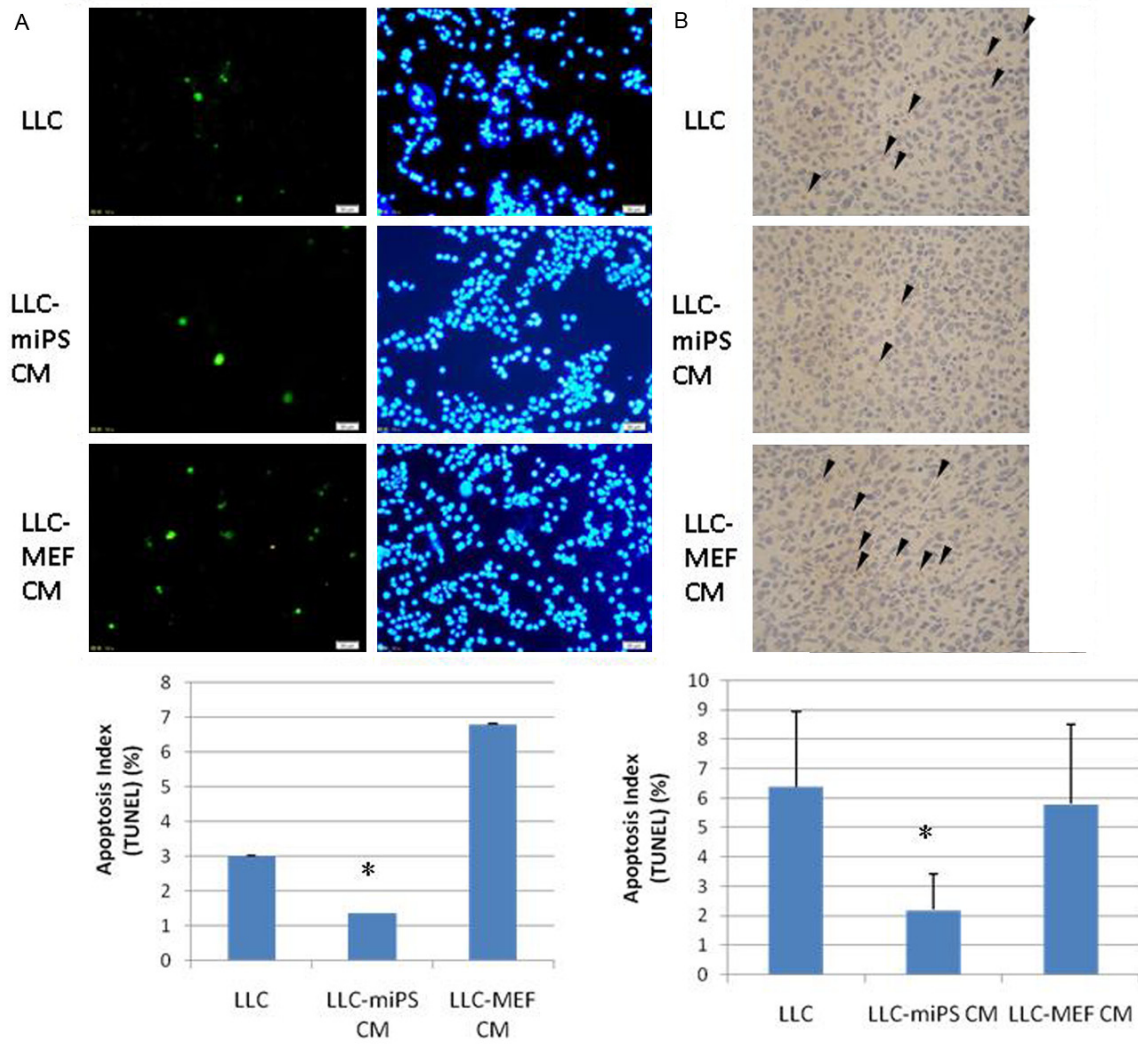 A
B
LLC
LLC
LLC-
miPS
CM
LLC-
miPS
CM
LLC-
MEF
CM
LLC-
MEF
CM
8
7
6
5
4
3
2
1
0
Apoptosis Index
(TUNEL) (%)
*
LLC
LLC-miPS
CM
LLC-MEF
CM
10
9
8
7
6
5
4
3
2
1
0
Apoptosis Index
(TUNEL) (%)
*
LLC
LLC-miPS CM
LLC-MEF CM